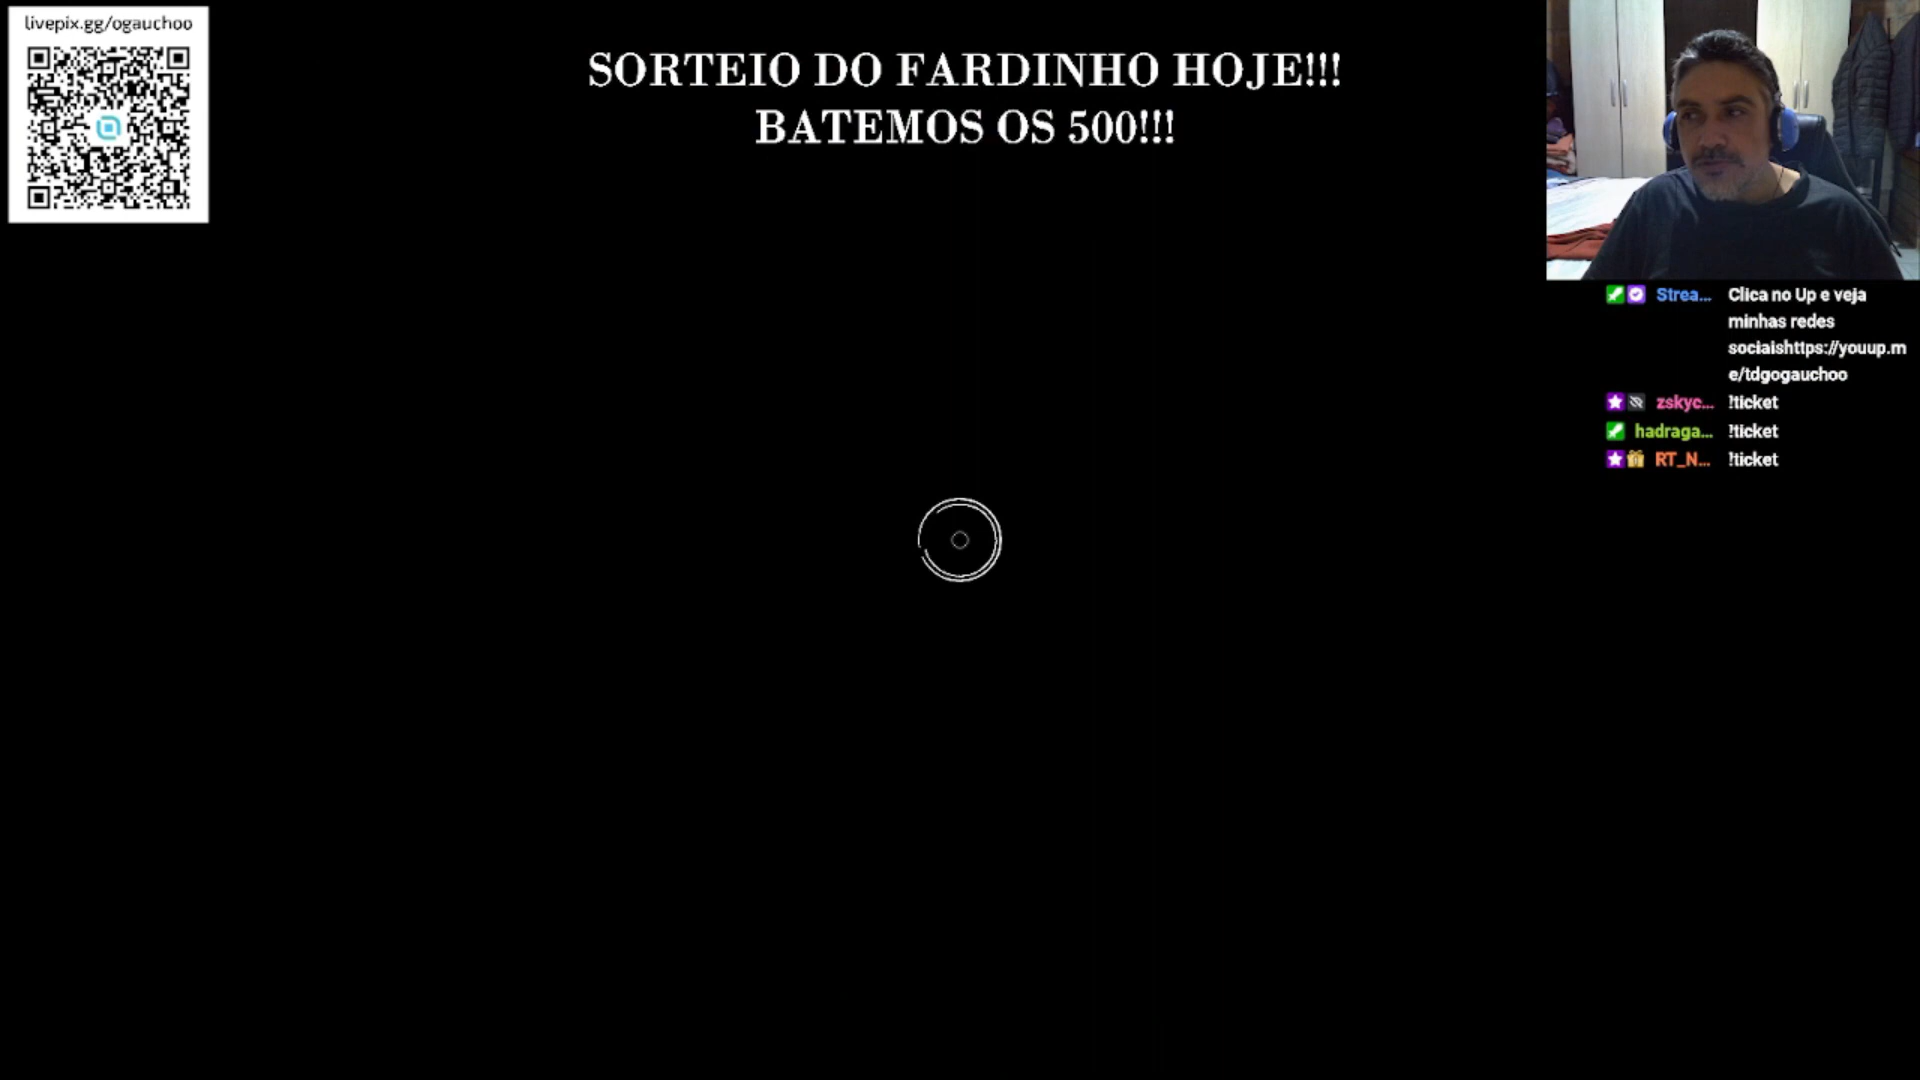 livepix.gg/ogauchoo
SORTEIO DO FARDINHO HOJE!!!
BATEMOS OS 500!!!
Strea... Clica no Up e veja
minhas redes
sociaishttps://youup.m
e/tdgogauchoo
zskyc... !ticket
hadraga... !ticket
RT_N... !ticket